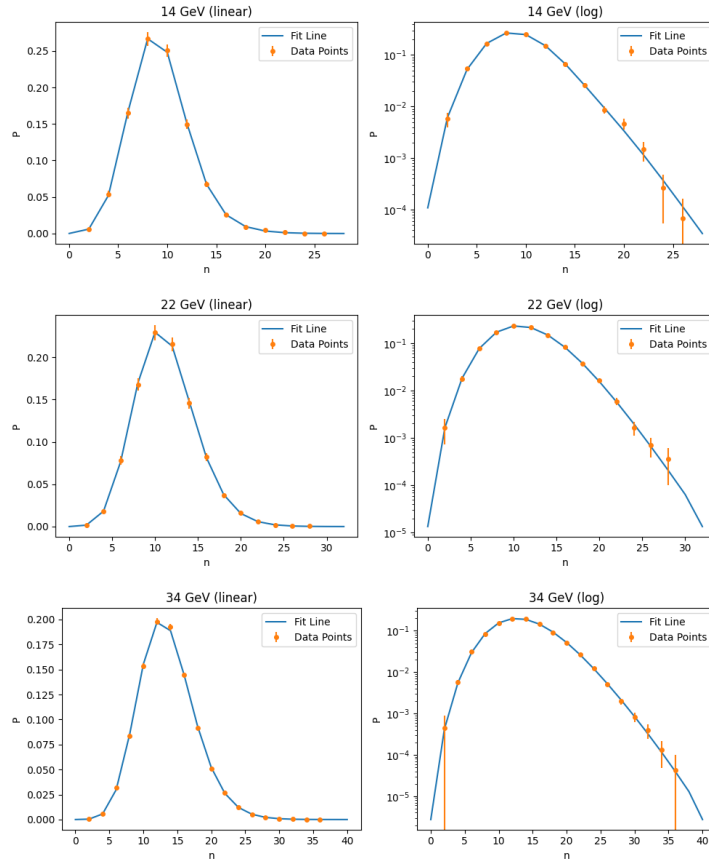 14 GeV (linear)
P
0.25
0.20
0.15
0.10
0.05
0.00
Fit Line
Data Points
0
5
10
15
20
25
n
14 GeV (log)
P
10⁻¹
10⁻²
10⁻³
10⁻⁴
Fit Line
Data Points
0
5
10
15
20
25
n
22 GeV (linear)
P
0.20
0.15
0.10
0.05
0.00
Fit Line
Data Points
0
5
10
15
20
25
30
n
22 GeV (log)
P
10⁻¹
10⁻²
10⁻³
10⁻⁴
10⁻⁵
Fit Line
Data Points
0
5
10
15
20
25
30
n
34 GeV (linear)
P
0.200
0.175
0.150
0.125
0.100
0.075
0.050
0.025
0.000
Fit Line
Data Points
0
5
10
15
20
25
30
35
40
n
34 GeV (log)
P
10⁻¹
10⁻²
10⁻³
10⁻⁴
10⁻⁵
Fit Line
Data Points
0
5
10
15
20
25
30
35
40
n